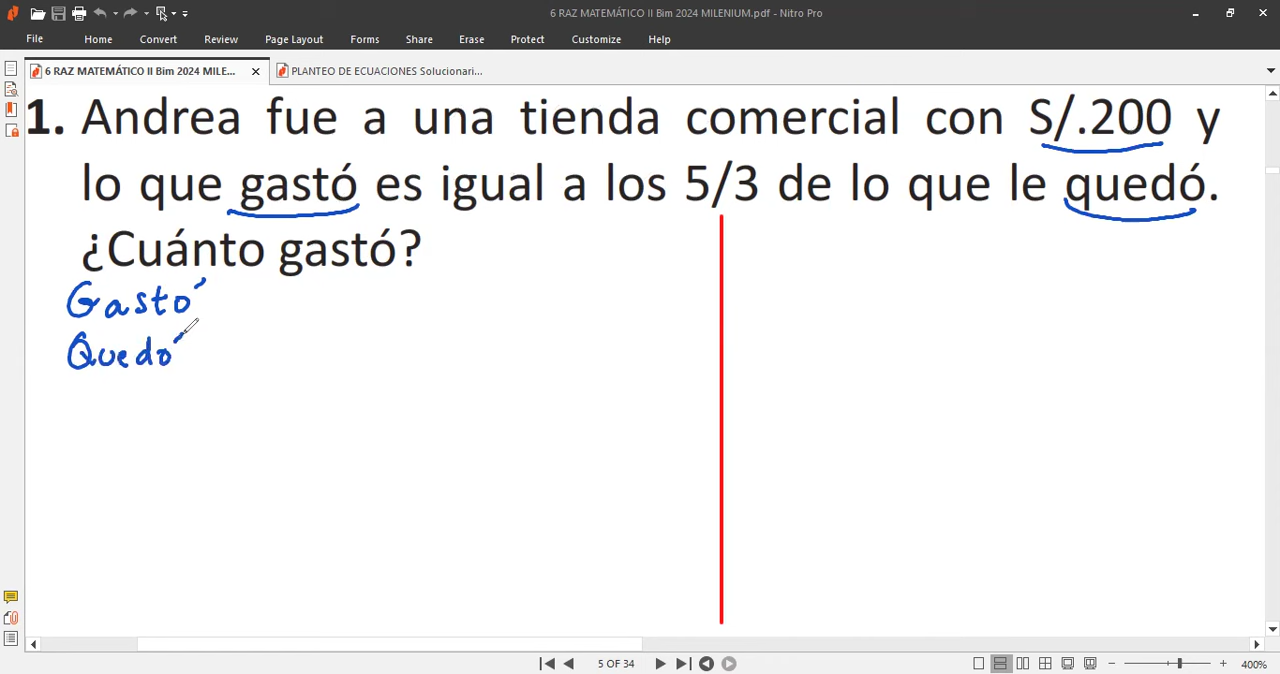 6 RAZ MATEMÁTICO II Bim 2024 MILENIUM.pdf - Nitro Pro
File Home Convert Review Page Layout Forms Share Erase Protect Customize Help
6 RAZ MATEMÁTICO II Bim 2024 MILE... PLANTEO DE ECUACIONES Solucionari...
1. Andrea fue a una tienda comercial con S/.200 y
lo que gastó es igual a los 5/3 de lo que le quedó.
¿Cuánto gastó?
Gastó
Quedó
5 OF 34 400%